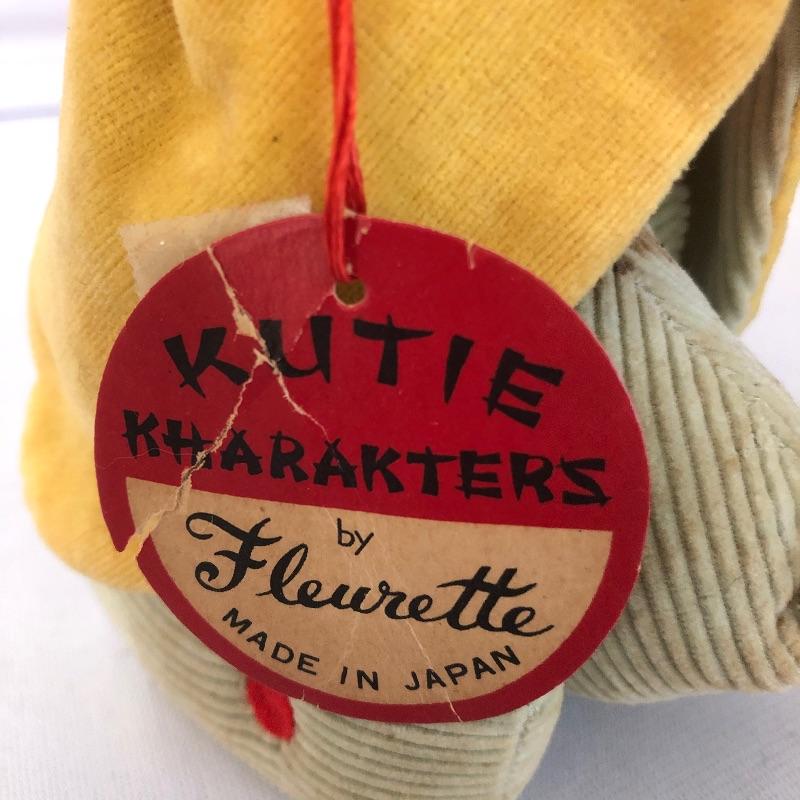 KUTIE
KHARAKTERS
by
Fleurette
MADE IN JAPAN